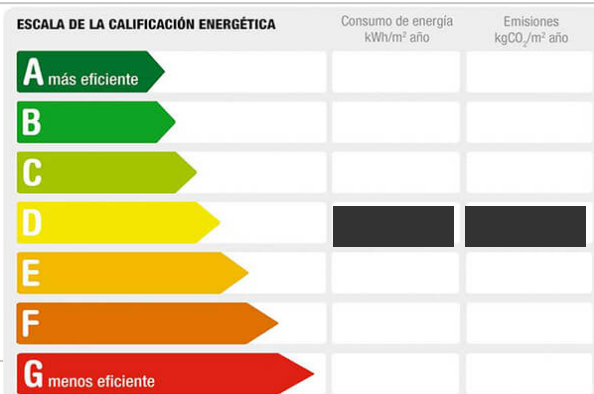 ESCALA DE LA CALIFICACIÓN ENERGÉTICA
Consumo de energía
kWh/m² año
Emisiones
kgCO₂/m² año
A más eficiente
B
C
D
E
F
G menos eficiente